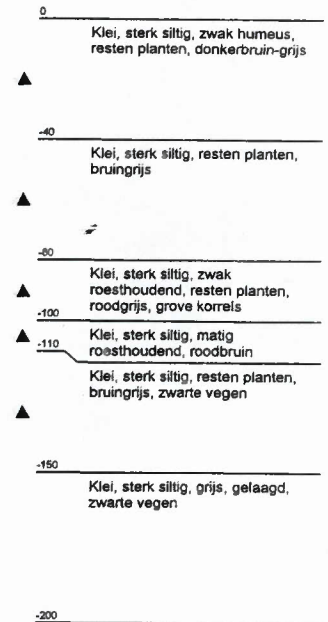 0
Klei, sterk siltig, zwak humeus,
resten planten, donkerbruin-grijs
-40
Klei, sterk siltig, resten planten,
bruingrijs
-80
Klei, sterk siltig, zwak
roesthoudend, resten planten,
roodgrijs, grove korrels
-100
Klei, sterk siltig, matig
roesthoudend, roodbruin
-110
Klei, sterk siltig, resten planten,
bruingrijs, zwarte vegen
-150
Klei, sterk siltig, grijs, gelaagd,
zwarte vegen
-200